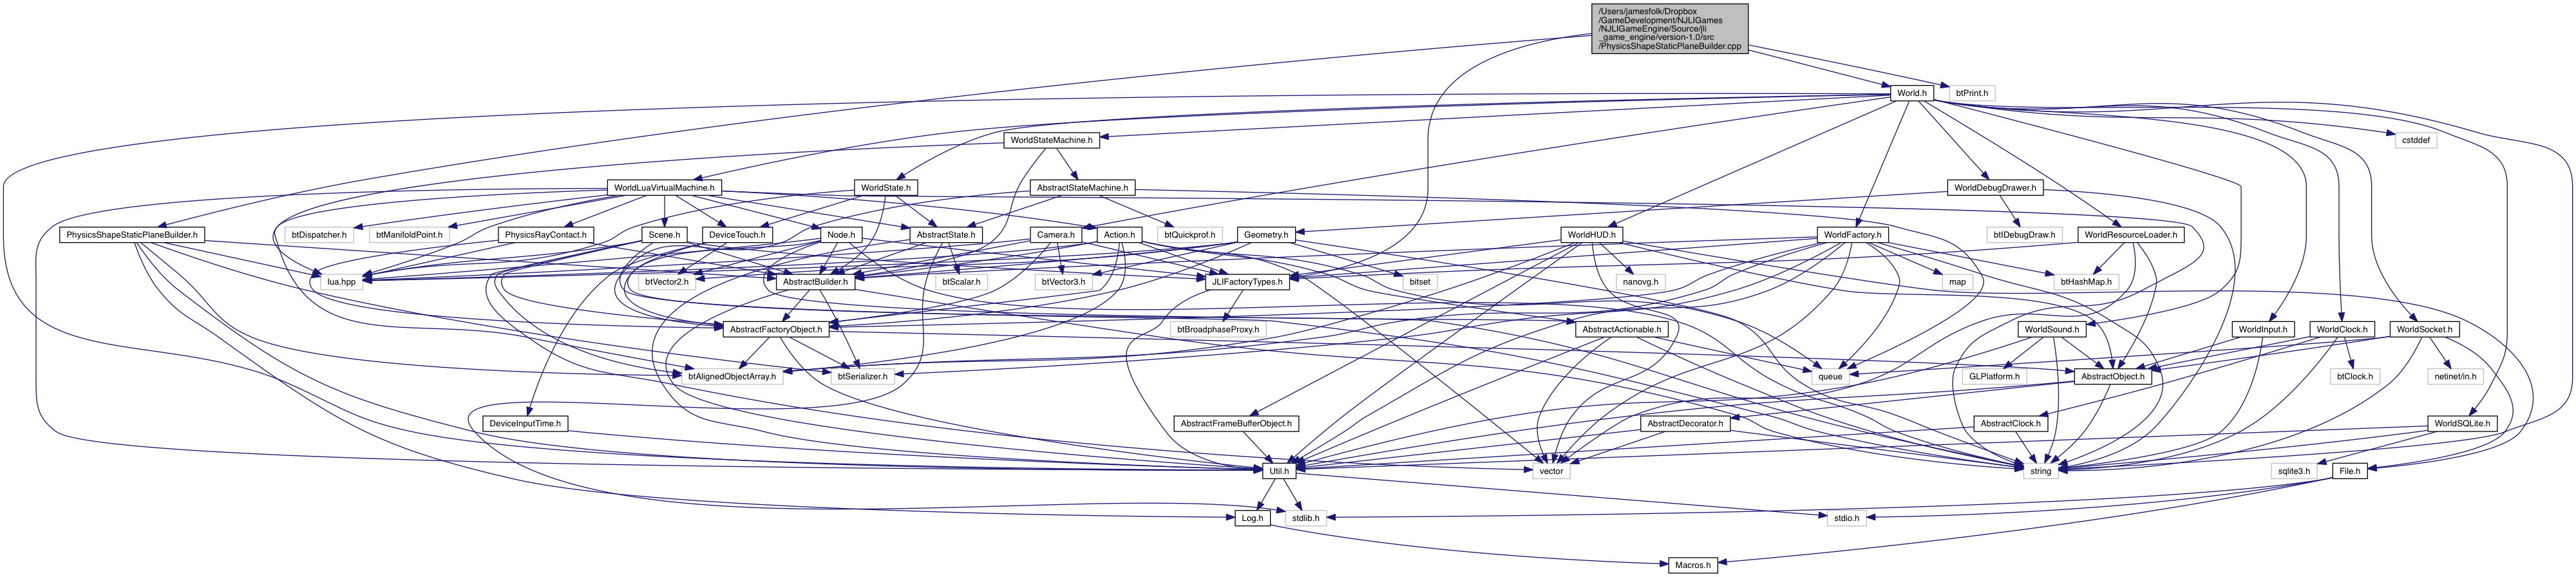 /Users/jamesfolk/Dropbox
/GameDevelopment/NJLIGames
/NJLIGameEngine/Source/jli
_game_engine/version-1.0/src
/PhysicsShapeStaticPlaneBuilder.cpp
World.h
btPrint.h
WorldStateMachine.h
cstddef
WorldLuaVirtualMachine.h
WorldState.h
AbstractStateMachine.h
WorldDebugDrawer.h
PhysicsShapeStaticPlaneBuilder.h
btDispatcher.h
btManifoldPoint.h
PhysicsRayContact.h
Scene.h
DeviceTouch.h
Node.h
AbstractState.h
Camera.h
Action.h
btQuickprof.h
Geometry.h
WorldHUD.h
WorldFactory.h
btIDebugDraw.h
WorldResourceLoader.h
lua.hpp
btVector2.h
AbstractBuilder.h
btScalar.h
btVector3.h
JLIFactoryTypes.h
bitset
nanovg.h
map
btHashMap.h
AbstractFactoryObject.h
btBroadphaseProxy.h
AbstractActionable.h
WorldSound.h
WorldInput.h
WorldClock.h
WorldSocket.h
btAlignedObjectArray.h
btSerializer.h
queue
GLPlatform.h
AbstractObject.h
btClock.h
netinet/in.h
DeviceInputTime.h
AbstractFrameBufferObject.h
AbstractDecorator.h
AbstractClock.h
WorldSQLite.h
Util.h
vector
string
sqlite3.h
File.h
Log.h
stdlib.h
stdio.h
Macros.h